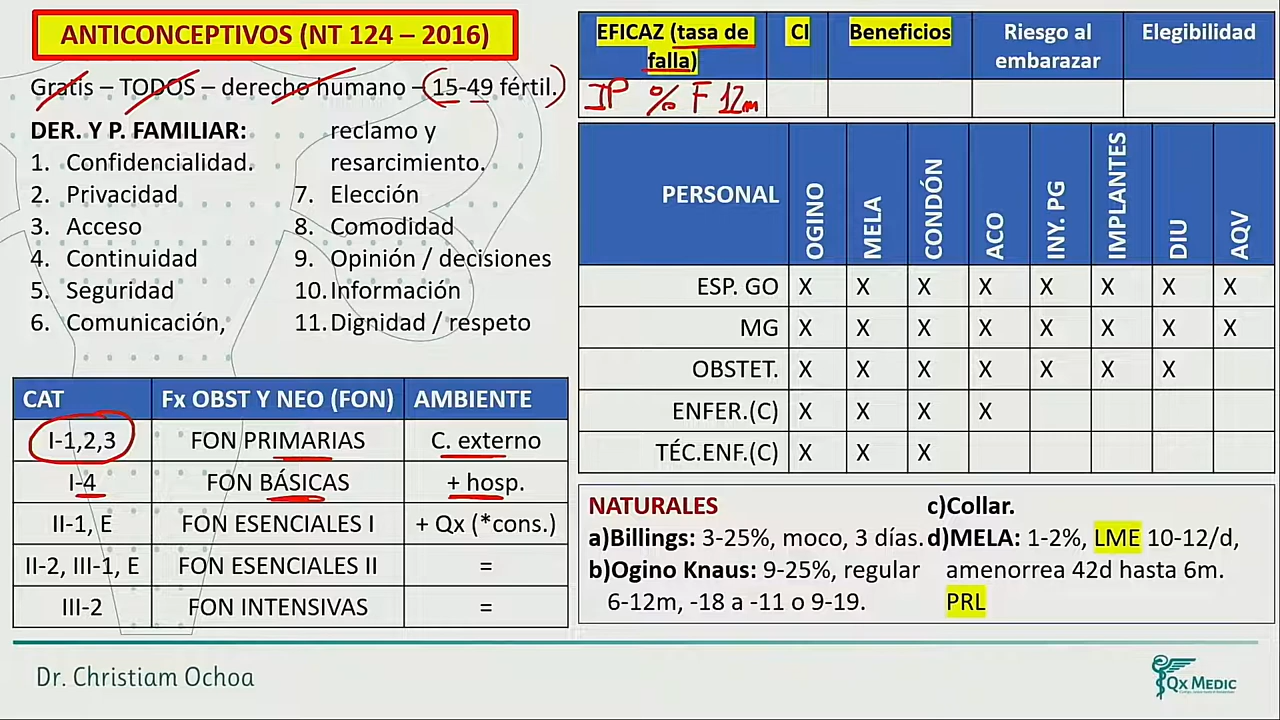 ANTICONCEPTIVOS (NT 124 – 2016)
Gratis – TODOS – derecho humano – (15-49 fértil.)
DER. Y P. FAMILIAR:
1. Confidencialidad.
2. Privacidad
3. Acceso
4. Continuidad
5. Seguridad
6. Comunicación,
reclamo y
resarcimiento.
7. Elección
8. Comodidad
9. Opinión / decisiones
10. Información
11. Dignidad / respeto
CAT Fx OBST Y NEO (FON) AMBIENTE
I-1,2,3 FON PRIMARIAS C. externo
I-4 FON BÁSICAS + hosp.
II-1, E FON ESENCIALES I + Qx (*cons.)
II-2, III-1, E FON ESENCIALES II =
III-2 FON INTENSIVAS =
EFICAZ (tasa de falla) CI Beneficios Riesgo al embarazar Elegibilidad
IP % F 12m
PERSONAL OGINO MELA CONDÓN ACO INY. PG IMPLANTES DIU AQV
ESP. GO X X X X X X X X
MG X X X X X X X X
OBSTET. X X X X X X X
ENFER.(C) X X X X
TÉC.ENF.(C) X X X
NATURALES
a)Billings: 3-25%, moco, 3 días.
b)Ogino Knaus: 9-25%, regular
6-12m, -18 a -11 o 9-19.
c)Collar.
d)MELA: 1-2%, LME 10-12/d,
amenorrea 42d hasta 6m.
PRL
Dr. Christiam Ochoa
Qx MEDIC